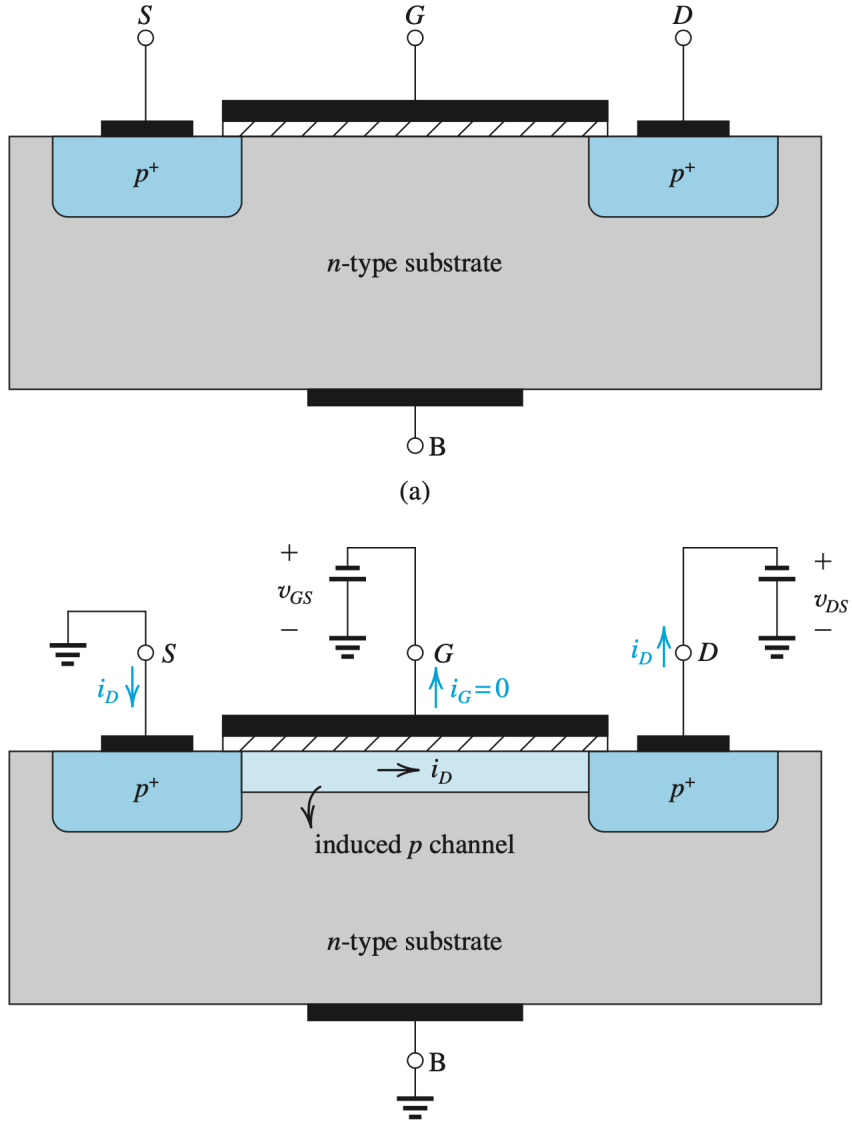 S G D
p+ p+
n-type substrate
B
(a)
+ +
vGS vDS
− −
S G D
iD iG = 0 iD
iD
p+ p+
induced p channel
n-type substrate
B